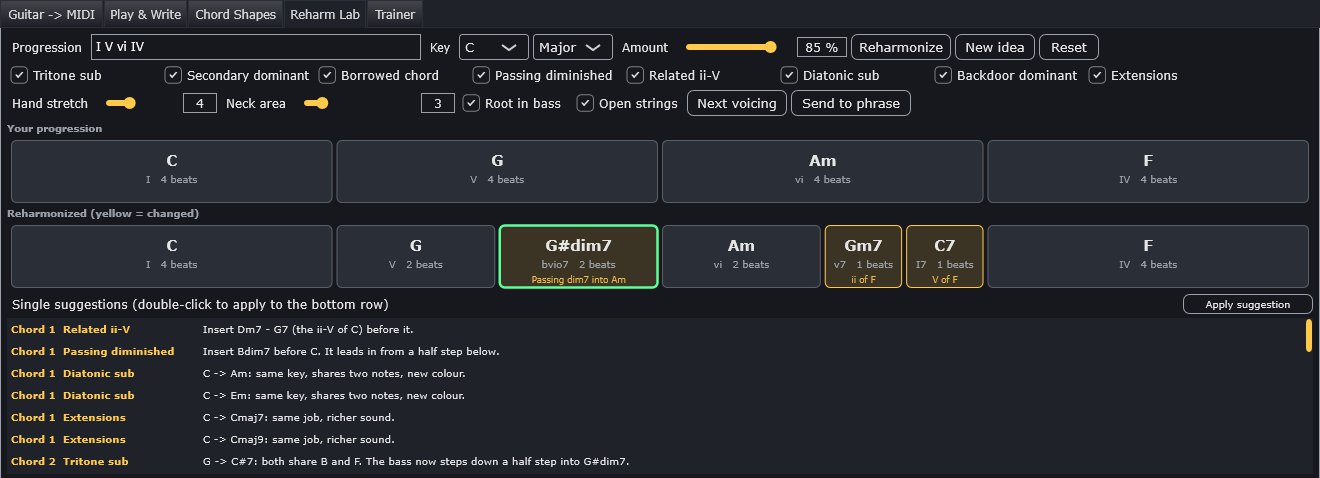 Guitar -> MIDI Play & Write Chord Shapes Reharm Lab Trainer
Progression I V vi IV Key C Major Amount 85 % Reharmonize New idea Reset
Tritone sub Secondary dominant Borrowed chord Passing diminished Related ii-V Diatonic sub Backdoor dominant Extensions
Hand stretch 4 Neck area 3 Root in bass Open strings Next voicing Send to phrase
Your progression
C G Am F
I 4 beats V 4 beats vi 4 beats IV 4 beats
Reharmonized (yellow = changed)
C G G#dim7 Am Gm7 C7 F
I 4 beats V 2 beats bvio7 2 beats vi 2 beats v7 1 beats I7 1 beats IV 4 beats
Passing dim7 into Am ii of F V of F
Single suggestions (double-click to apply to the bottom row) Apply suggestion
Chord 1 Related ii-V Insert Dm7 - G7 (the ii-V of C) before it.
Chord 1 Passing diminished Insert Bdim7 before C. It leads in from a half step below.
Chord 1 Diatonic sub C -> Am: same key, shares two notes, new colour.
Chord 1 Diatonic sub C -> Em: same key, shares two notes, new colour.
Chord 1 Extensions C -> Cmaj7: same job, richer sound.
Chord 1 Extensions C -> Cmaj9: same job, richer sound.
Chord 2 Tritone sub G -> C#7: both share B and F. The bass now steps down a half step into G#dim7.